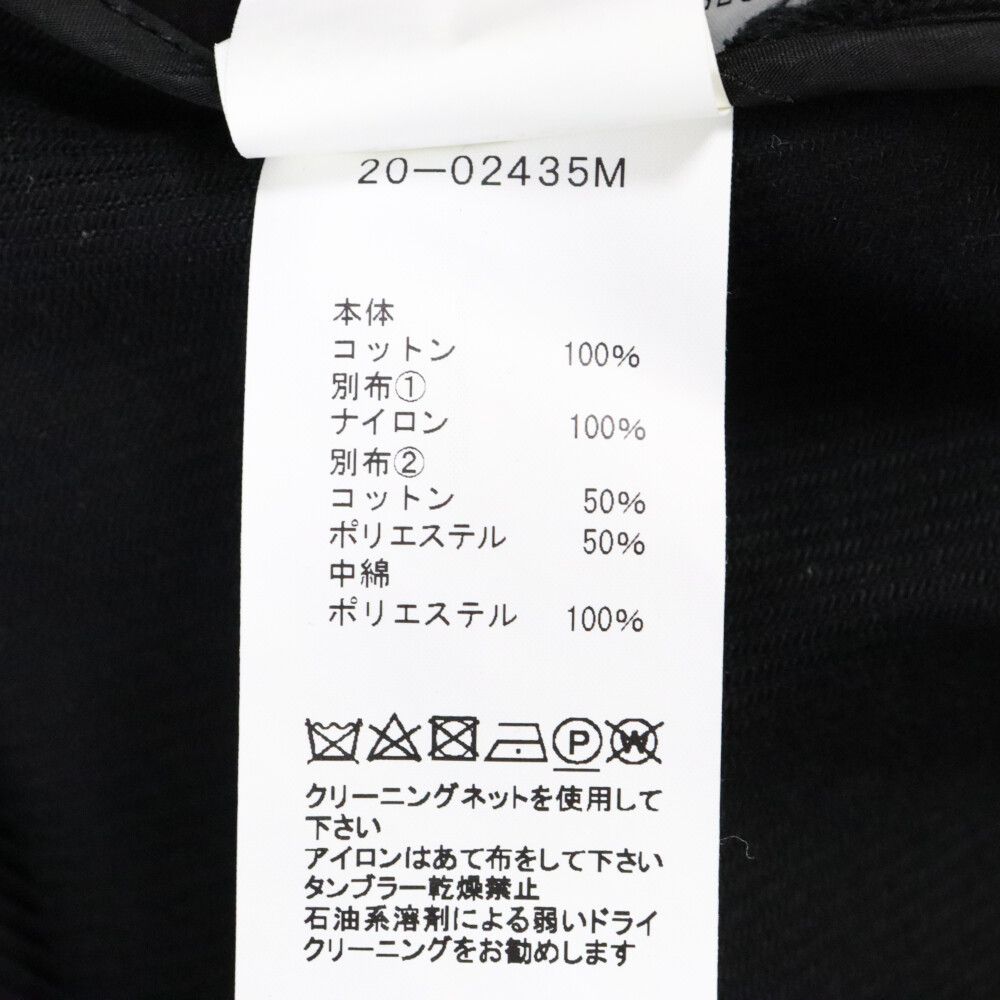 20−02435M
本体
コットン 100%
別布①
ナイロン 100%
別布②
コットン 50%
ポリエステル 50%
中綿
ポリエステル 100%
P W
クリーニングネットを使用して
下さい
アイロンはあて布をして下さい
タンブラー乾燥禁止
石油系溶剤による弱いドライ
クリーニングをお勧めします